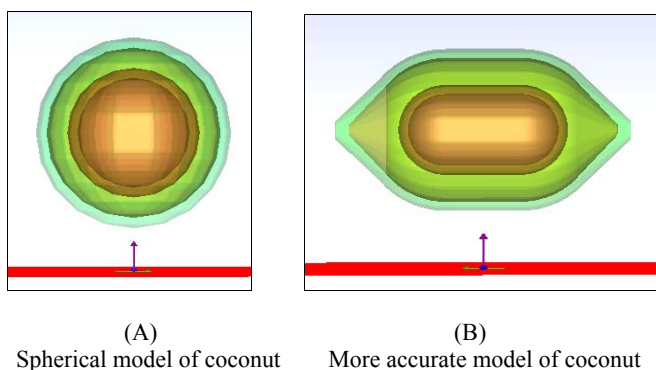 (A)
Spherical model of coconut
(B)
More accurate model of coconut